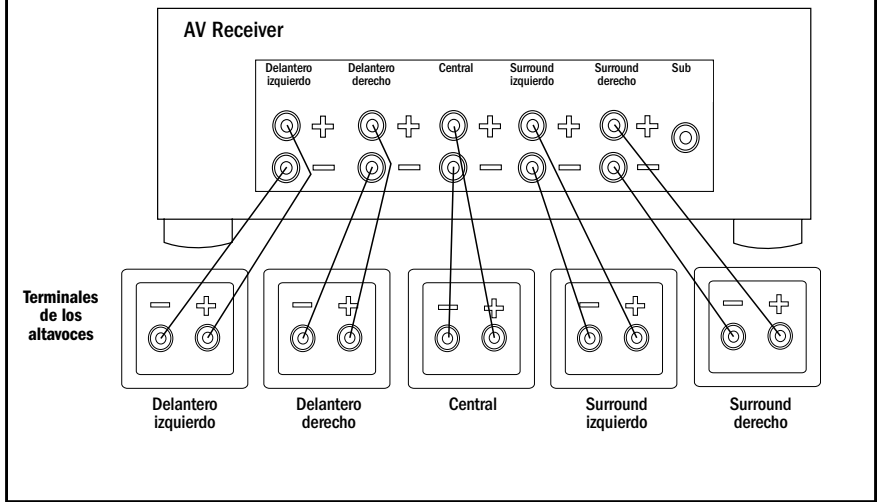 AV Receiver
Delantero
izquierdo
Delantero
derecho
Central
Surround
izquierdo
Surround
derecho
Sub
Terminales
de los
altavoces
Delantero
izquierdo
Delantero
derecho
Central
Surround
izquierdo
Surround
derecho